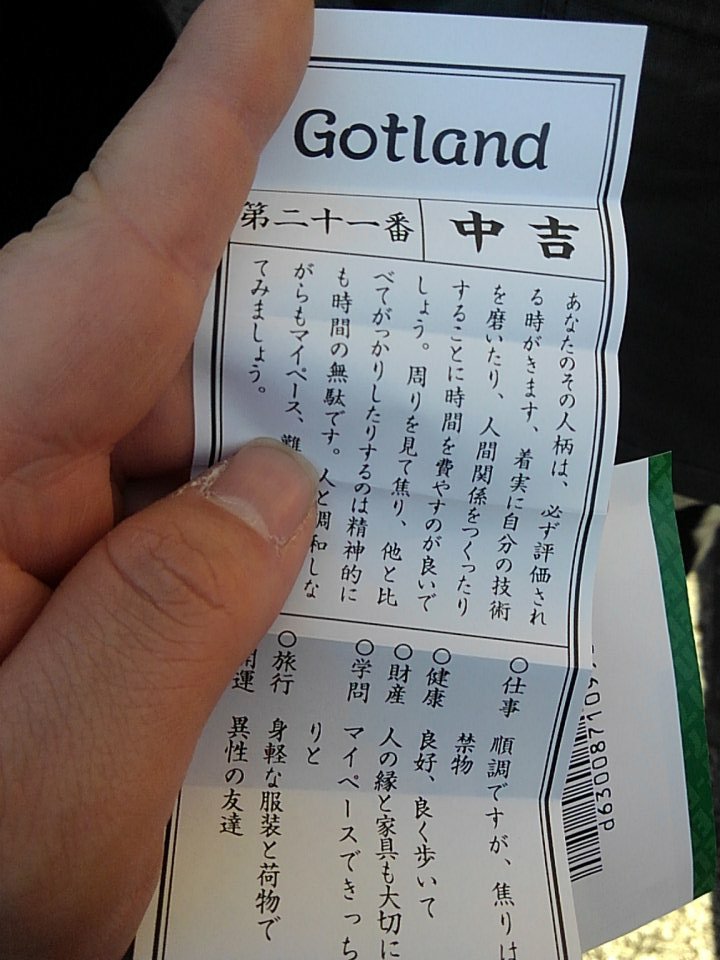 Gotland
第二十一番 中吉
あなたのその人柄は、必ず評価され
る時がきます、着実に自分の技術
を磨いたり、人間関係をつくったり
することに時間を費やすのが良いで
しょう。周りを見て焦り、他と比
べてがっかりしたりするのは精神的に
も時間の無駄です。人と調和しな
がらもマイペース、
てみましょう。
○仕事 順調ですが、焦りは
禁物
○健康 良好、良く歩いて
○財産 人の縁と家具も大切に
○学問 マイペースできっち
りと
○旅行 身軽な服装と荷物で
開運 異性の友達
d630087109